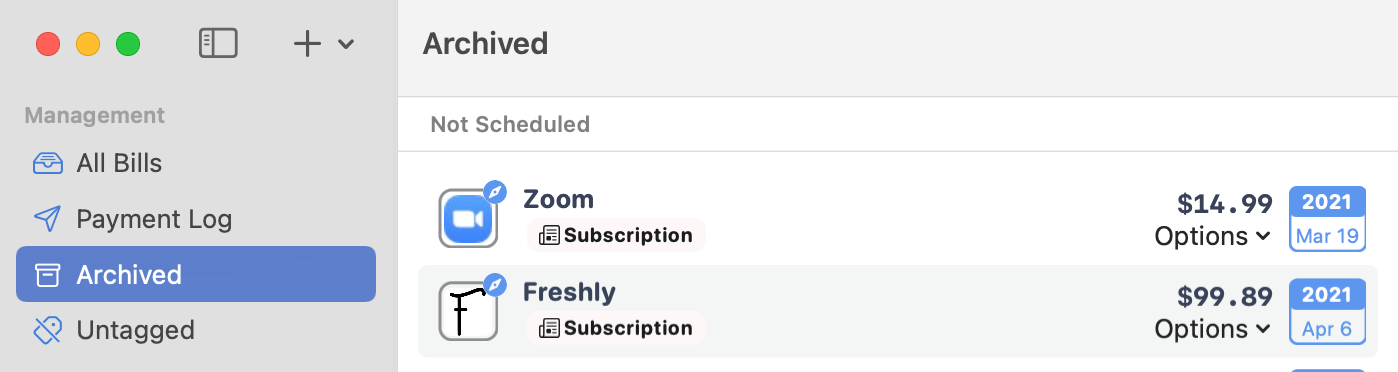 Archived
Management
All Bills
Payment Log
Archived
Untagged
Not Scheduled
Zoom
Subscription
$14.99
Options
2021
Mar 19
F
Freshly
Subscription
$99.89
Options
2021
Apr 6